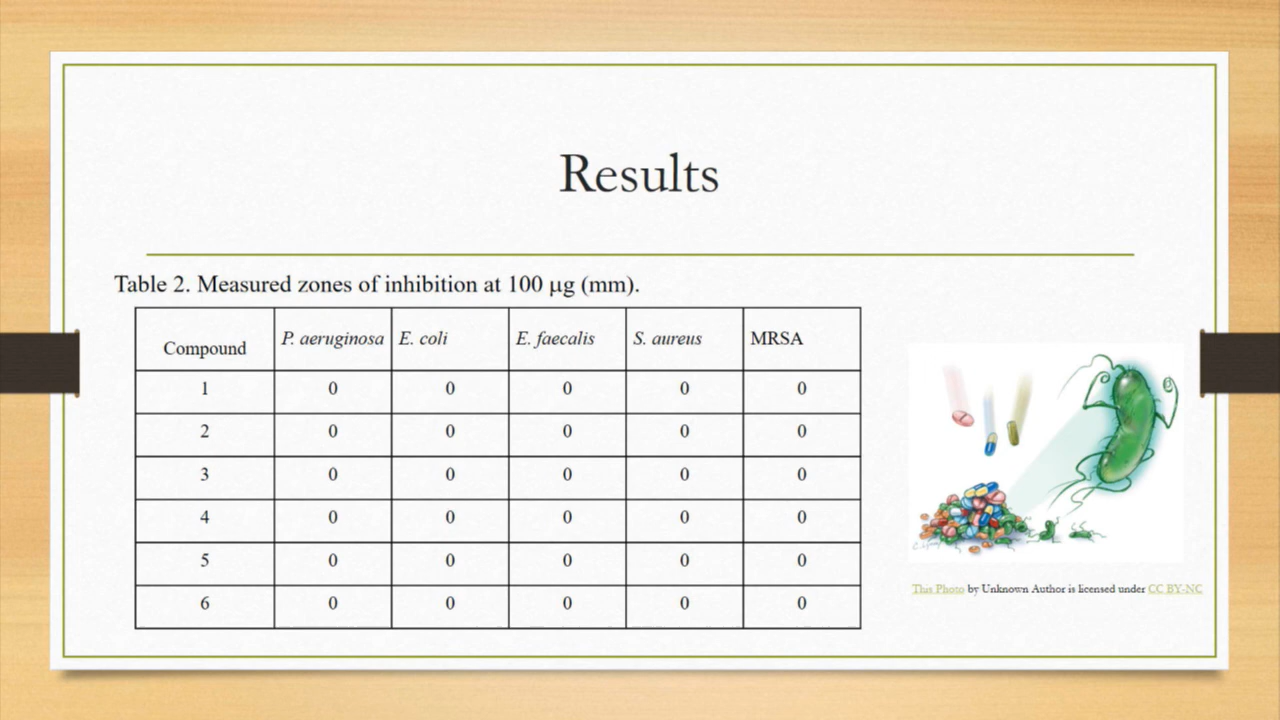 Results
Table 2. Measured zones of inhibition at 100 µg (mm).
Compound P. aeruginosa E. coli E. faecalis S. aureus MRSA
1 0 0 0 0 0
2 0 0 0 0 0
3 0 0 0 0 0
4 0 0 0 0 0
5 0 0 0 0 0
6 0 0 0 0 0
This Photo by Unknown Author is licensed under CC BY-NC